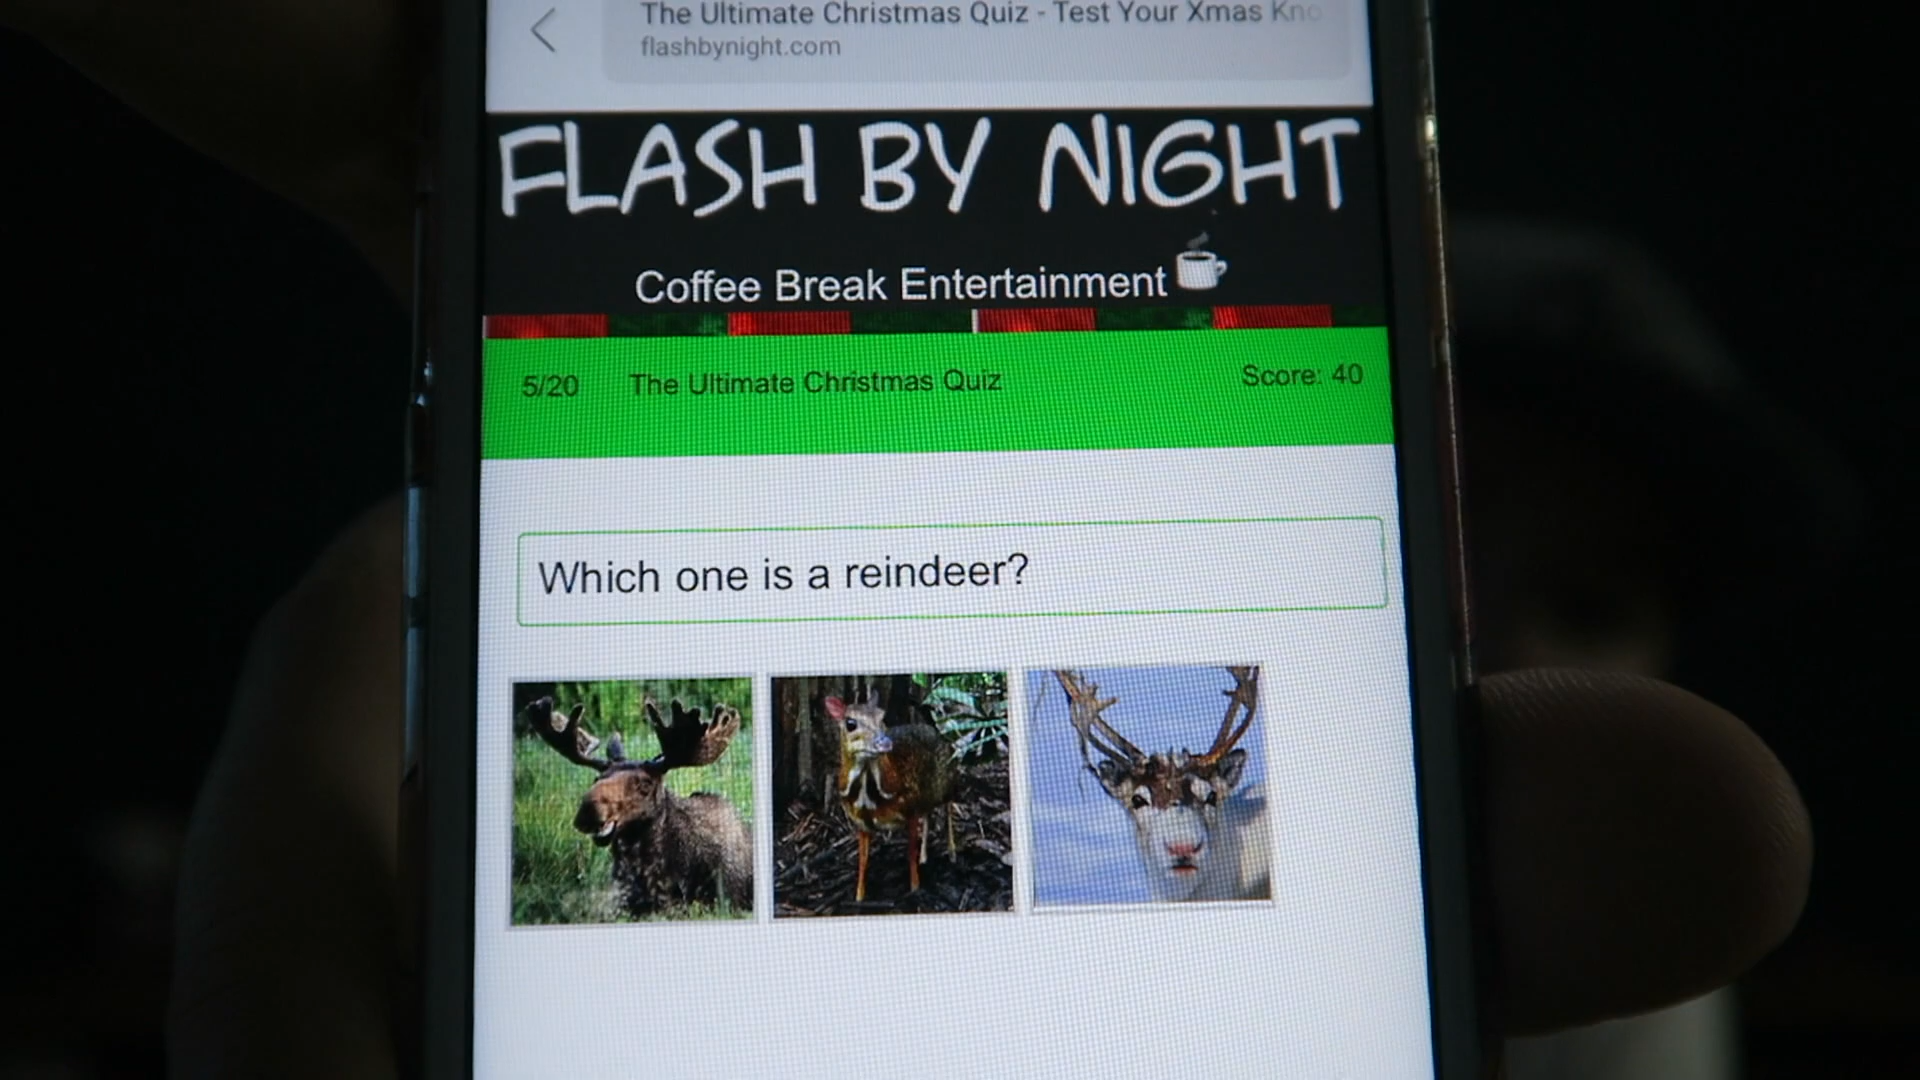 The Ultimate Christmas Quiz - Test Your Xmas Kno
flashbynight.com
FLASH BY NIGHT
Coffee Break Entertainment
5/20 The Ultimate Christmas Quiz Score: 40
Which one is a reindeer?